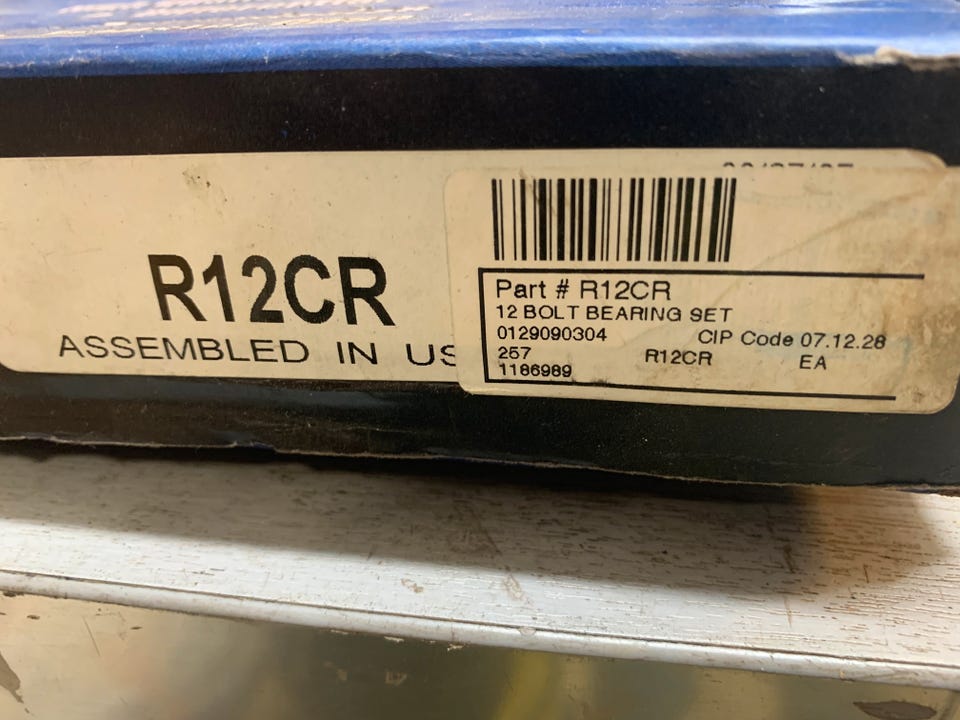 R12CR
ASSEMBLED IN US
Part # R12CR
12 BOLT BEARING SET
0129090304 CIP Code 07.12.28
257 R12CR EA
1186989